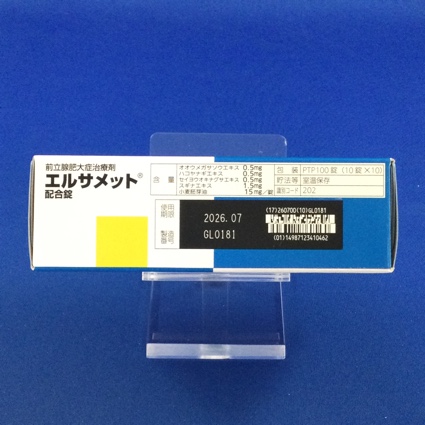 前立腺肥大症治療剤
エルサメット®
配合錠
含量
オオウメガサソウエキス 0.5mg
ハコヤナギエキス 0.5mg
セイヨウオキナグサエキス 0.5mg
スギナエキス 1.5mg
小麦胚芽油 15mg/錠
包装 PTP100錠(10錠×10)
貯法等 室温保存
識別コード 202
使用期限 2026.07
製造番号 GL0181
(17)260700(10)GL0181
(01)14987123410462